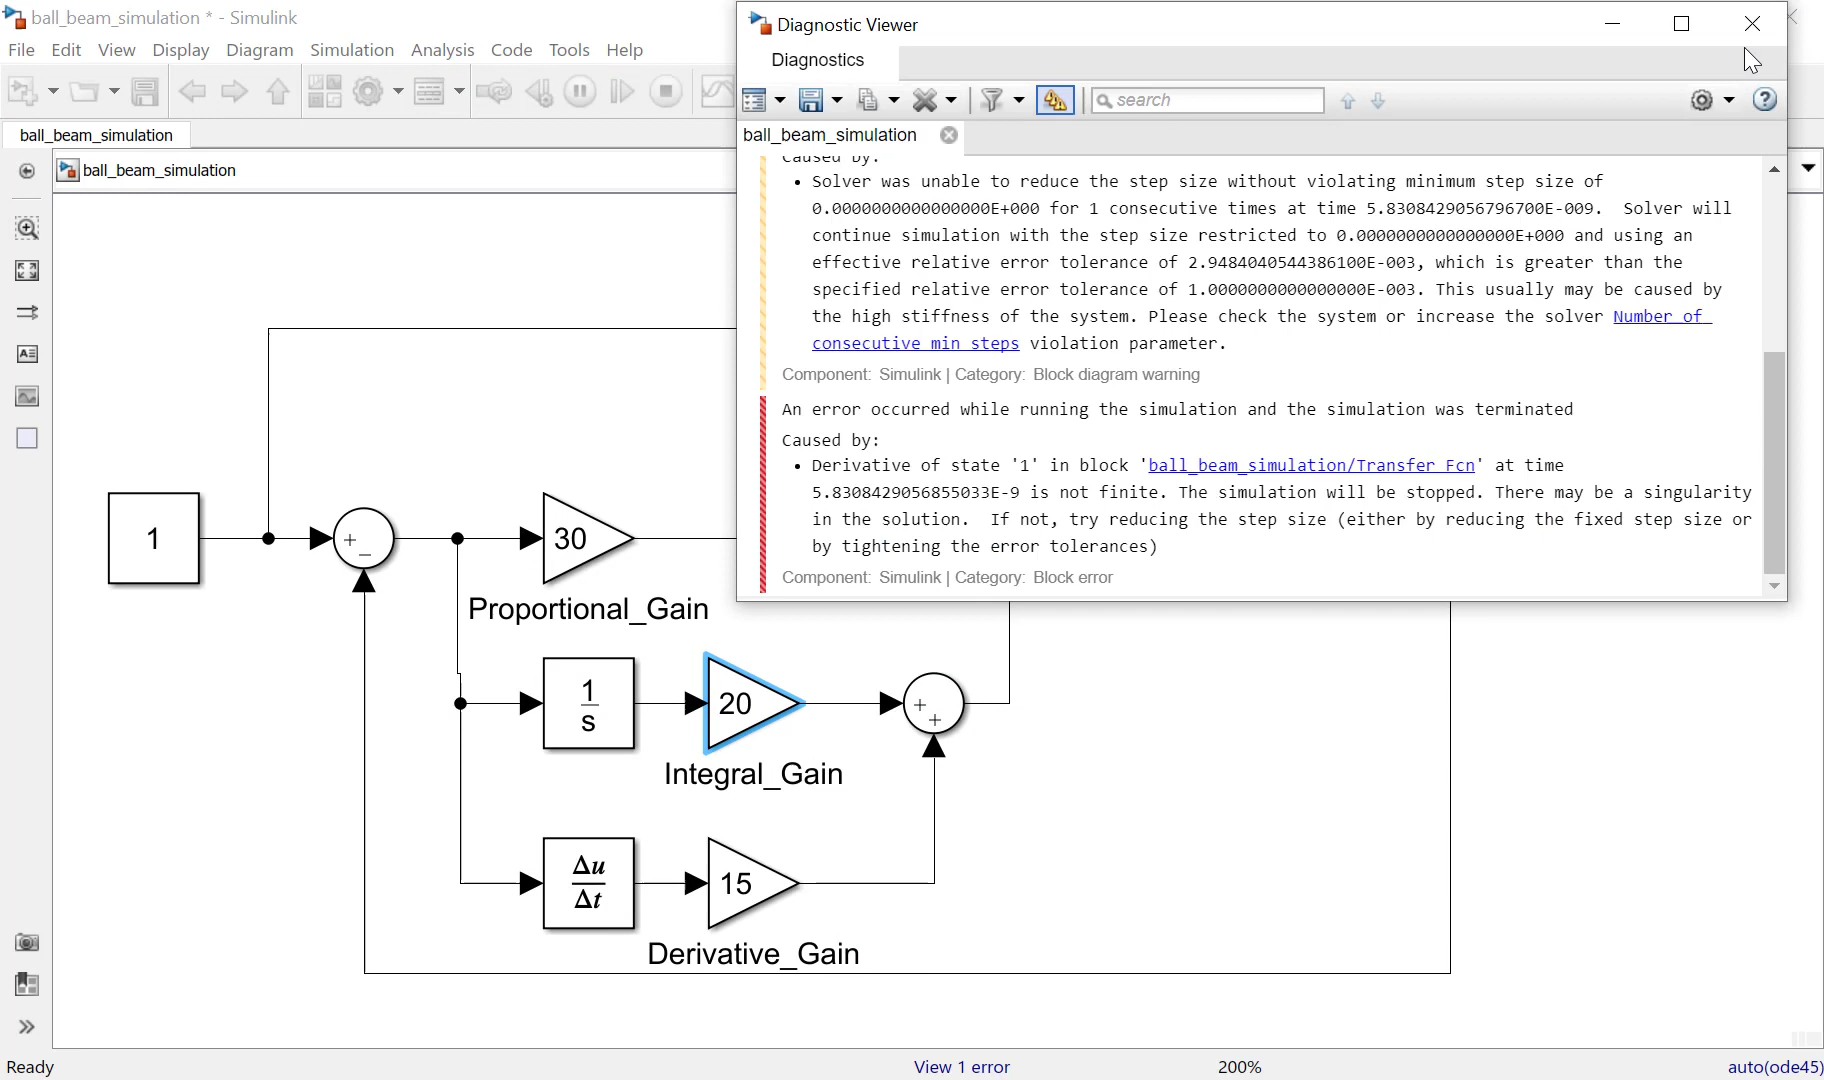 ball_beam_simulation * - Simulink
File Edit View Display Diagram Simulation Analysis Code Tools Help
ball_beam_simulation
ball_beam_simulation
Diagnostic Viewer
Diagnostics
search
ball_beam_simulation
Caused by:
• Solver was unable to reduce the step size without violating minimum step size of
0.0000000000000000E+000 for 1 consecutive times at time 5.8308429056796700E-009.  Solver will
continue simulation with the step size restricted to 0.0000000000000000E+000 and using an
effective relative error tolerance of 2.9484040544386100E-003, which is greater than the
specified relative error tolerance of 1.0000000000000000E-003. This usually may be caused by
the high stiffness of the system. Please check the system or increase the solver Number of
consecutive min steps violation parameter.
Component: Simulink | Category: Block diagram warning
An error occurred while running the simulation and the simulation was terminated
Caused by:
• Derivative of state '1' in block 'ball_beam_simulation/Transfer Fcn' at time
5.8308429056855033E-9 is not finite. The simulation will be stopped. There may be a singularity
in the solution.  If not, try reducing the step size (either by reducing the fixed step size or
by tightening the error tolerances)
Component: Simulink | Category: Block error
1
+
−
30
Proportional_Gain
1
s
20
+
+
Integral_Gain
Δu
Δt
15
Derivative_Gain
Ready
View 1 error
200%
auto(ode45)